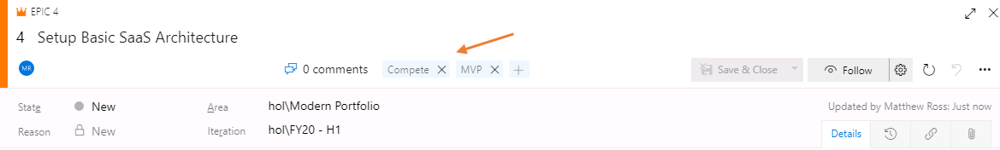 EPIC 4
4 Setup Basic SaaS Architecture
MR 0 comments Compete MVP Save & Close Follow
State New Area hol\Modern Portfolio Updated by Matthew Ross: Just now
Reason New Iteration hol\FY20 - H1 Details